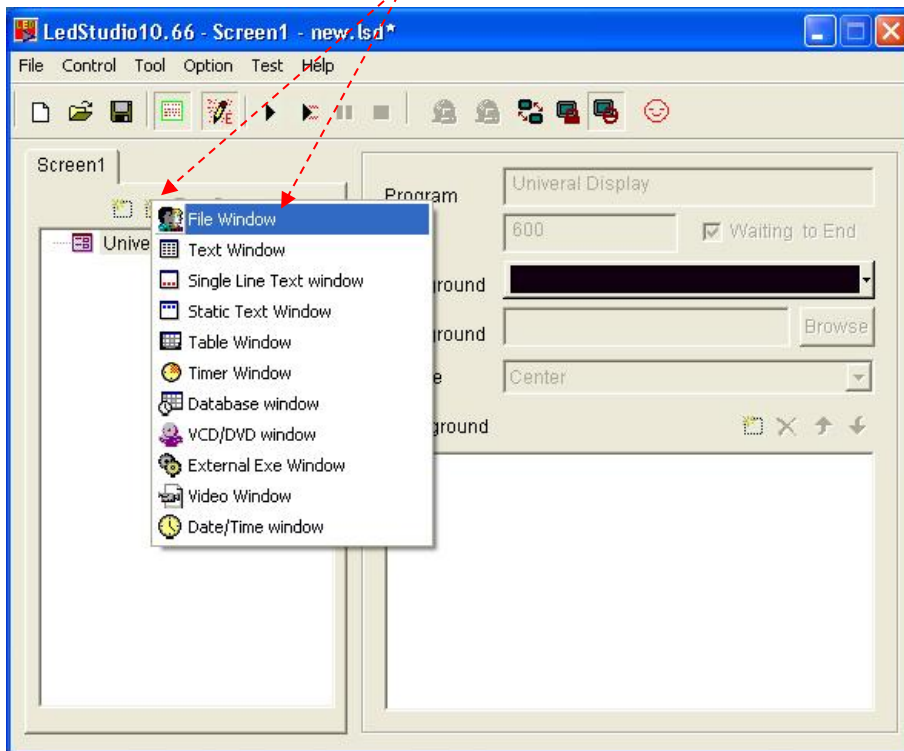 LedStudio10.66 - Screen1 - new.lsd*
File Control Tool Option Test Help
Screen1
Program
Univeral Display
600
Waiting to End
Unive
File Window
Text Window
Single Line Text window
Static Text Window
Table Window
Timer Window
Database window
VCD/DVD window
External Exe Window
Video Window
Date/Time window
ground
ground
Browse
e
Center
ground